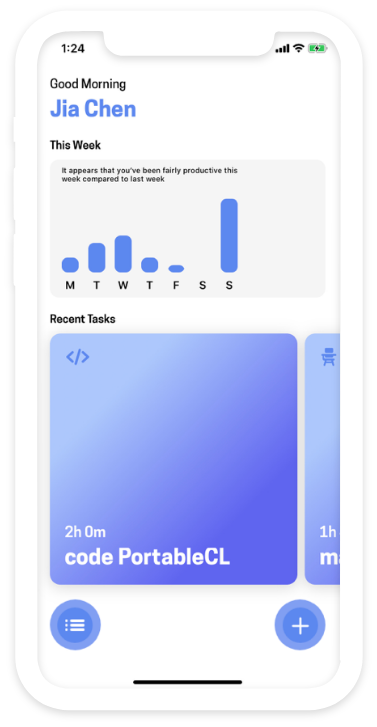 1:24
Good Morning
Jia Chen
This Week
It appears that you've been fairly productive this
week compared to last week
M T W T F S S
Recent Tasks
</>
2h 0m
code PortableCL
1h